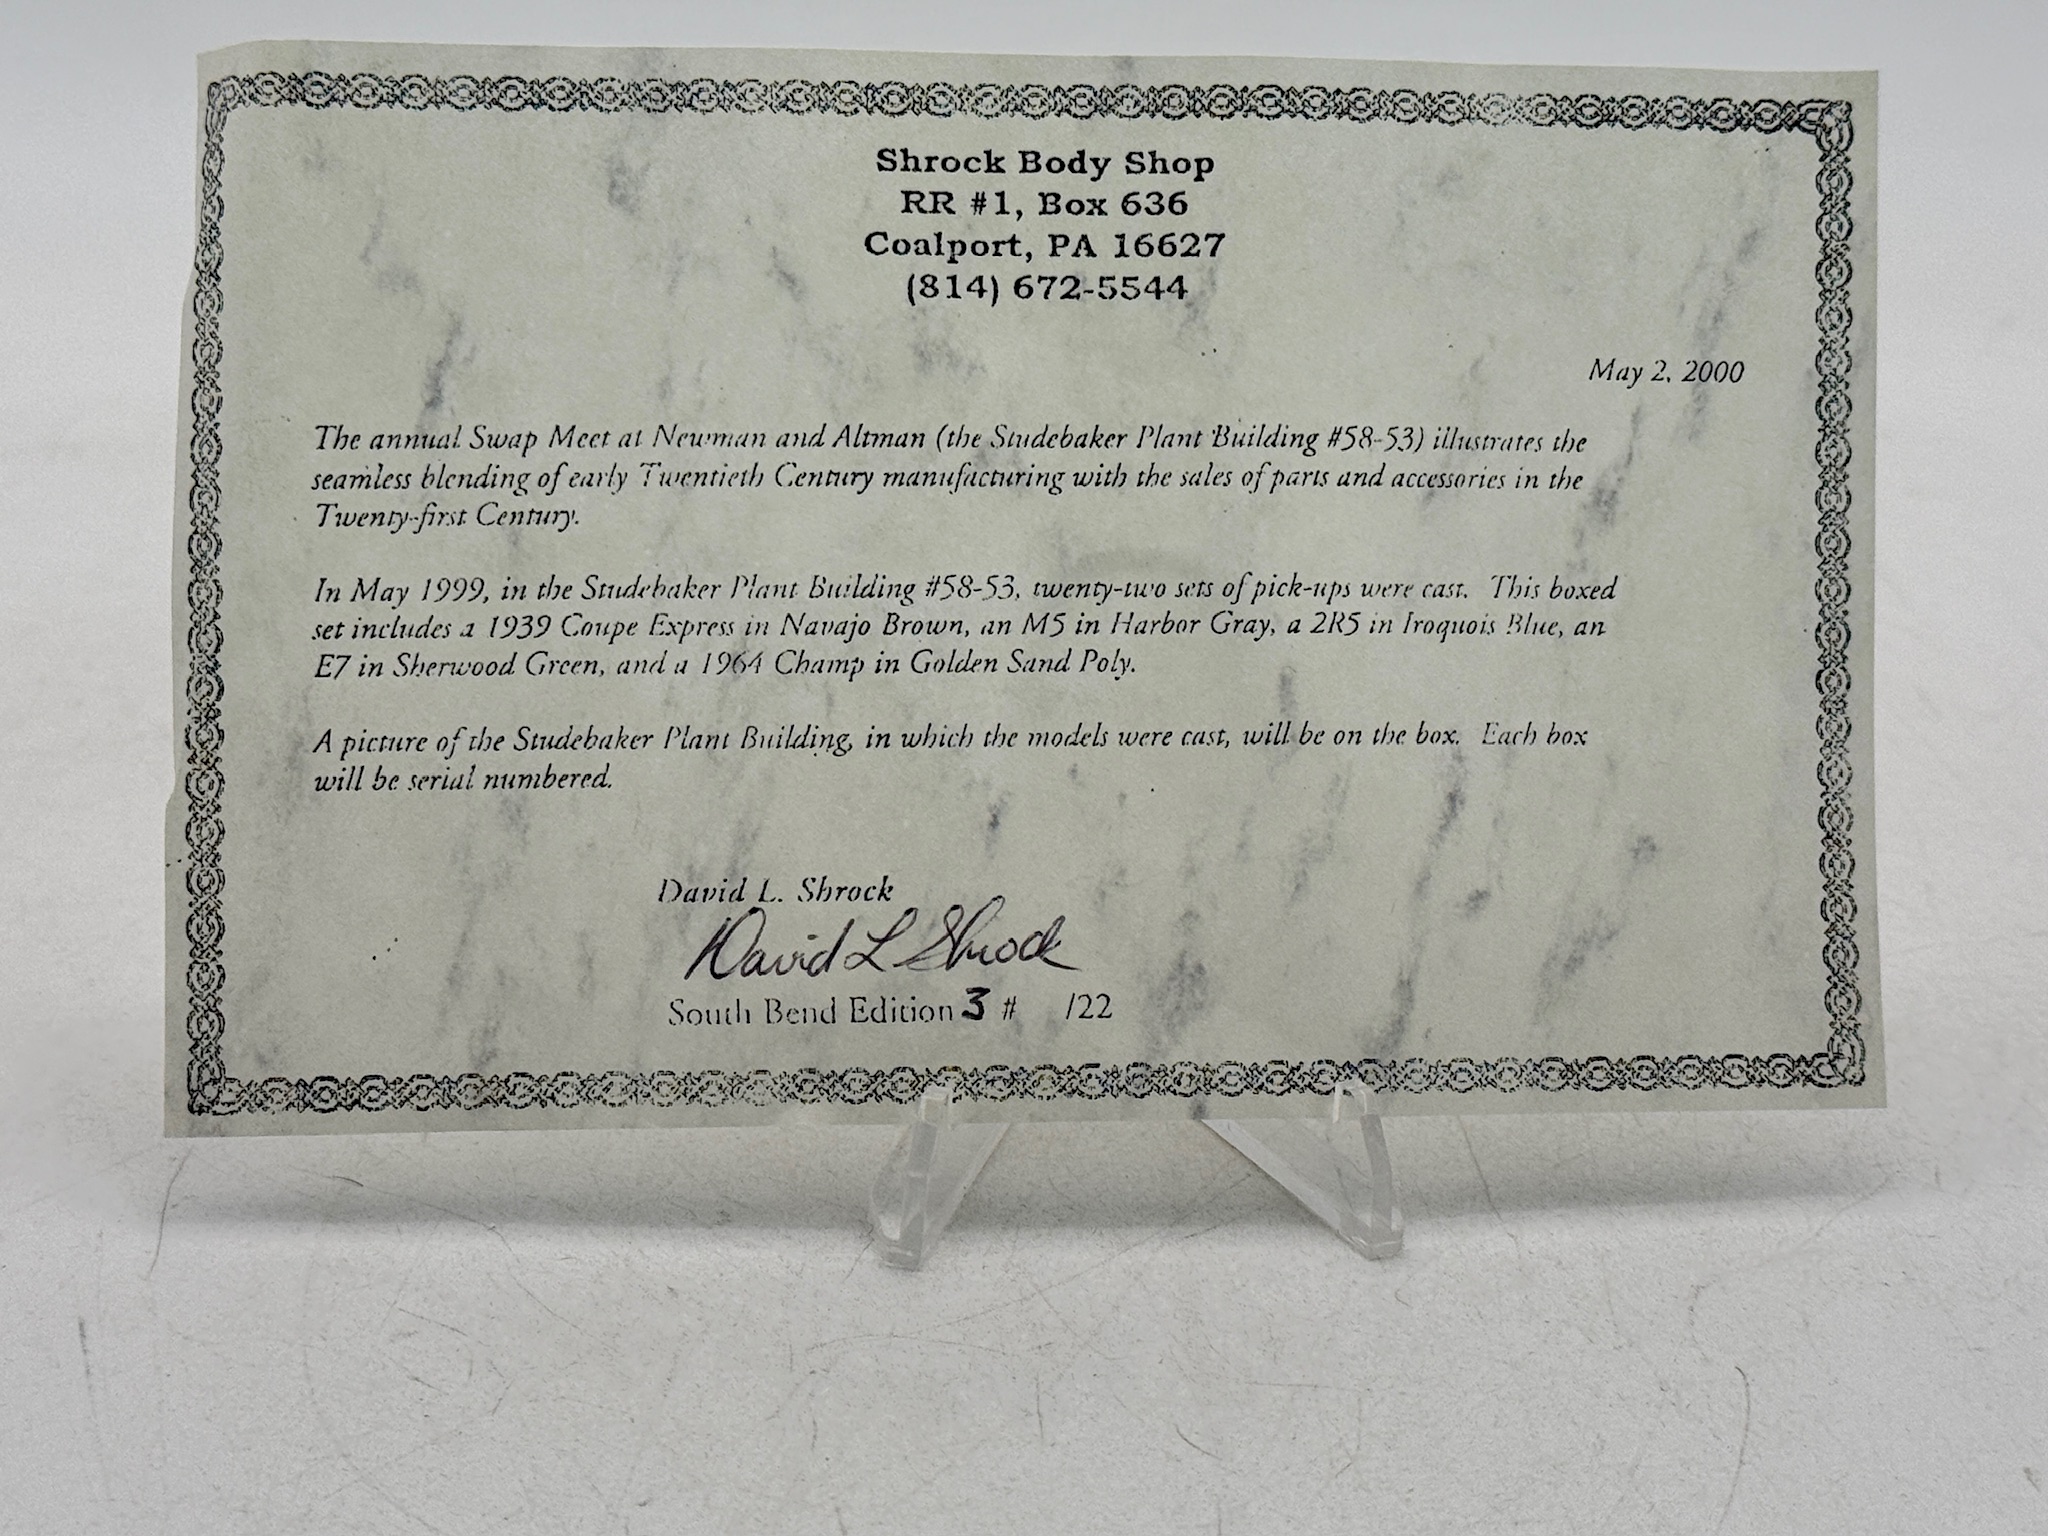 Shrock Body Shop
RR #1, Box 636
Coalport, PA 16627
(814) 672-5544
May 2, 2000
The annual Swap Meet at Newman and Altman (the Studebaker Plant Building #58-53) illustrates the
seamless blending of early Twentieth Century manufacturing with the sales of parts and accessories in the
Twenty-first Century.
In May 1999, in the Studebaker Plant Building #58-53, twenty-two sets of pick-ups were cast. This boxed
set includes a 1939 Coupe Express in Navajo Brown, an M5 in Harbor Gray, a 2R5 in Iroquois Blue, an
E7 in Sherwood Green, and a 1964 Champ in Golden Sand Poly.
A picture of the Studebaker Plant Building, in which the models were cast, will be on the box. Each box
will be serial numbered.
David L. Shrock
David L Shrock
South Bend Edition 3 # /22